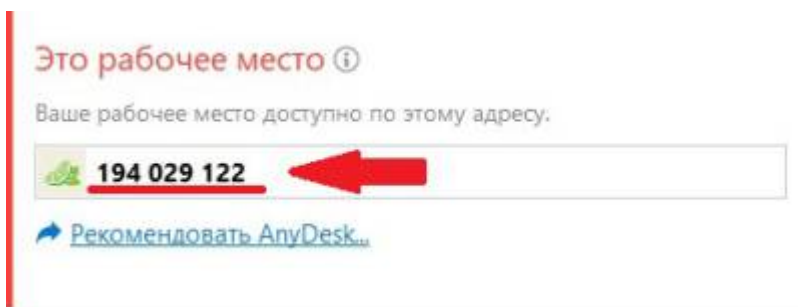 Это рабочее место
Ваше рабочее место доступно по этому адресу.
194 029 122
Рекомендовать AnyDesk...